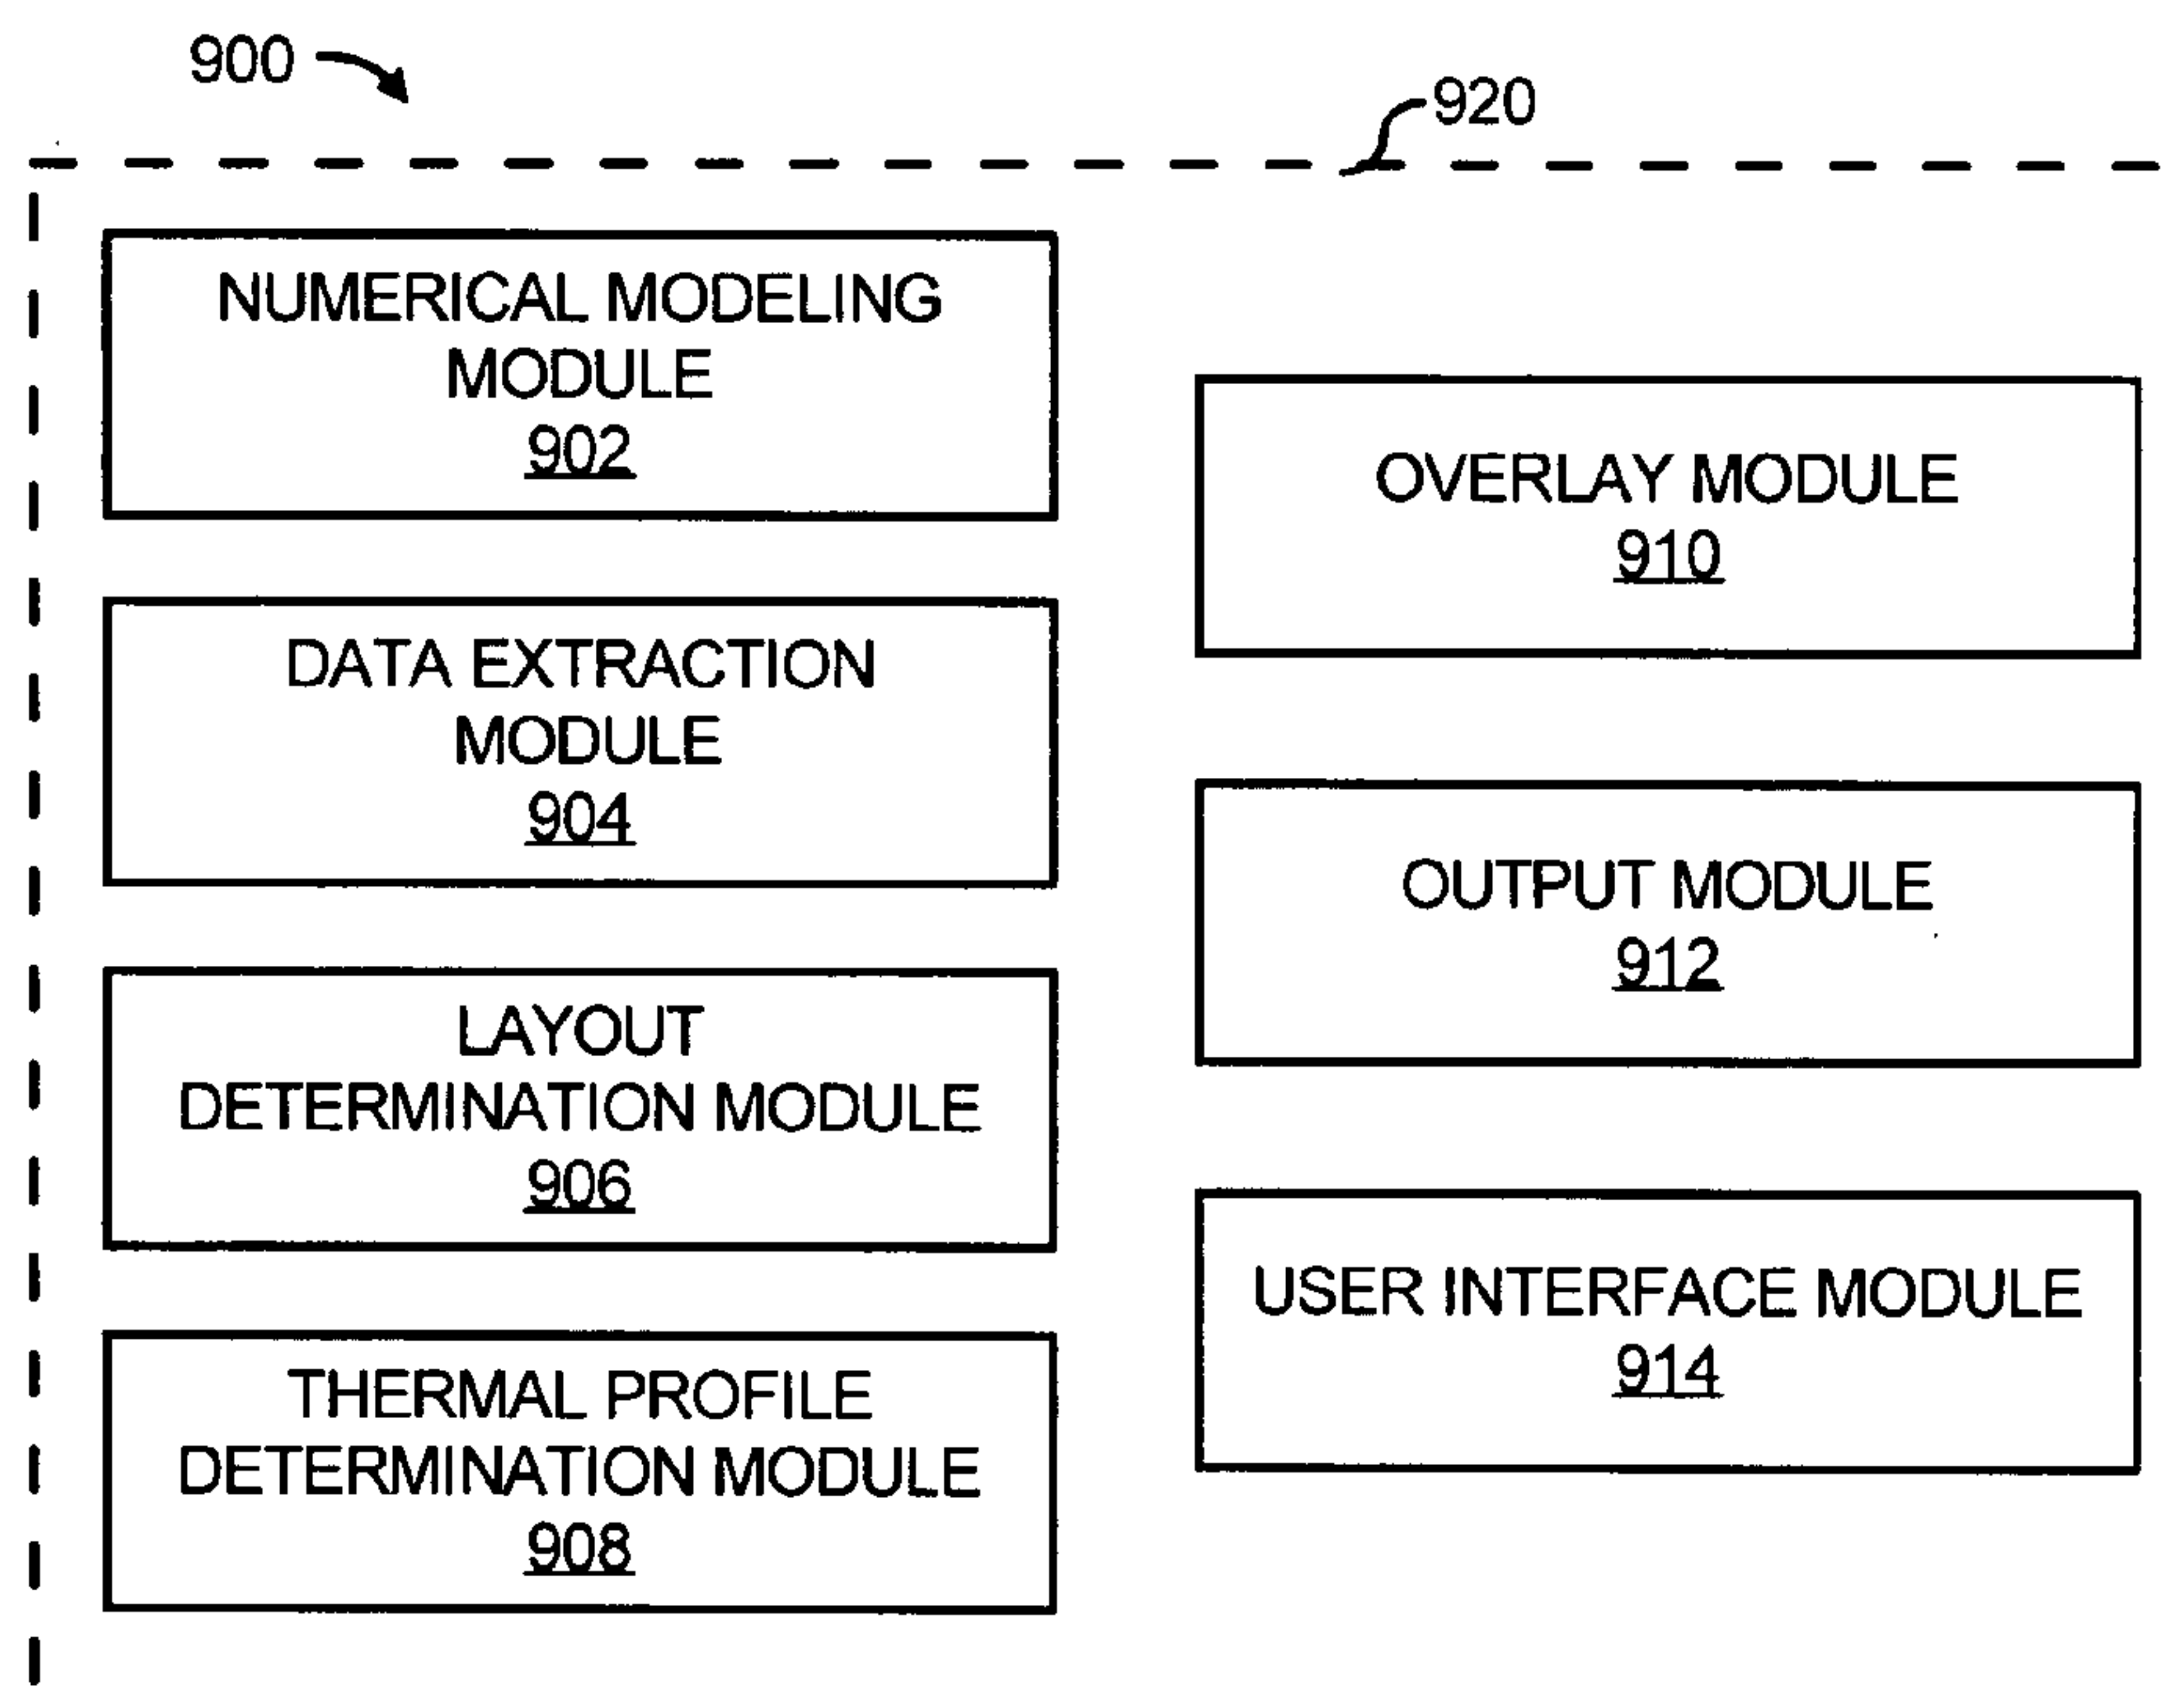 900
920
NUMERICAL MODELING
MODULE
902
DATA EXTRACTION
MODULE
904
LAYOUT
DETERMINATION MODULE
906
THERMAL PROFILE
DETERMINATION MODULE
908
OVERLAY MODULE
910
OUTPUT MODULE
912
USER INTERFACE MODULE
914